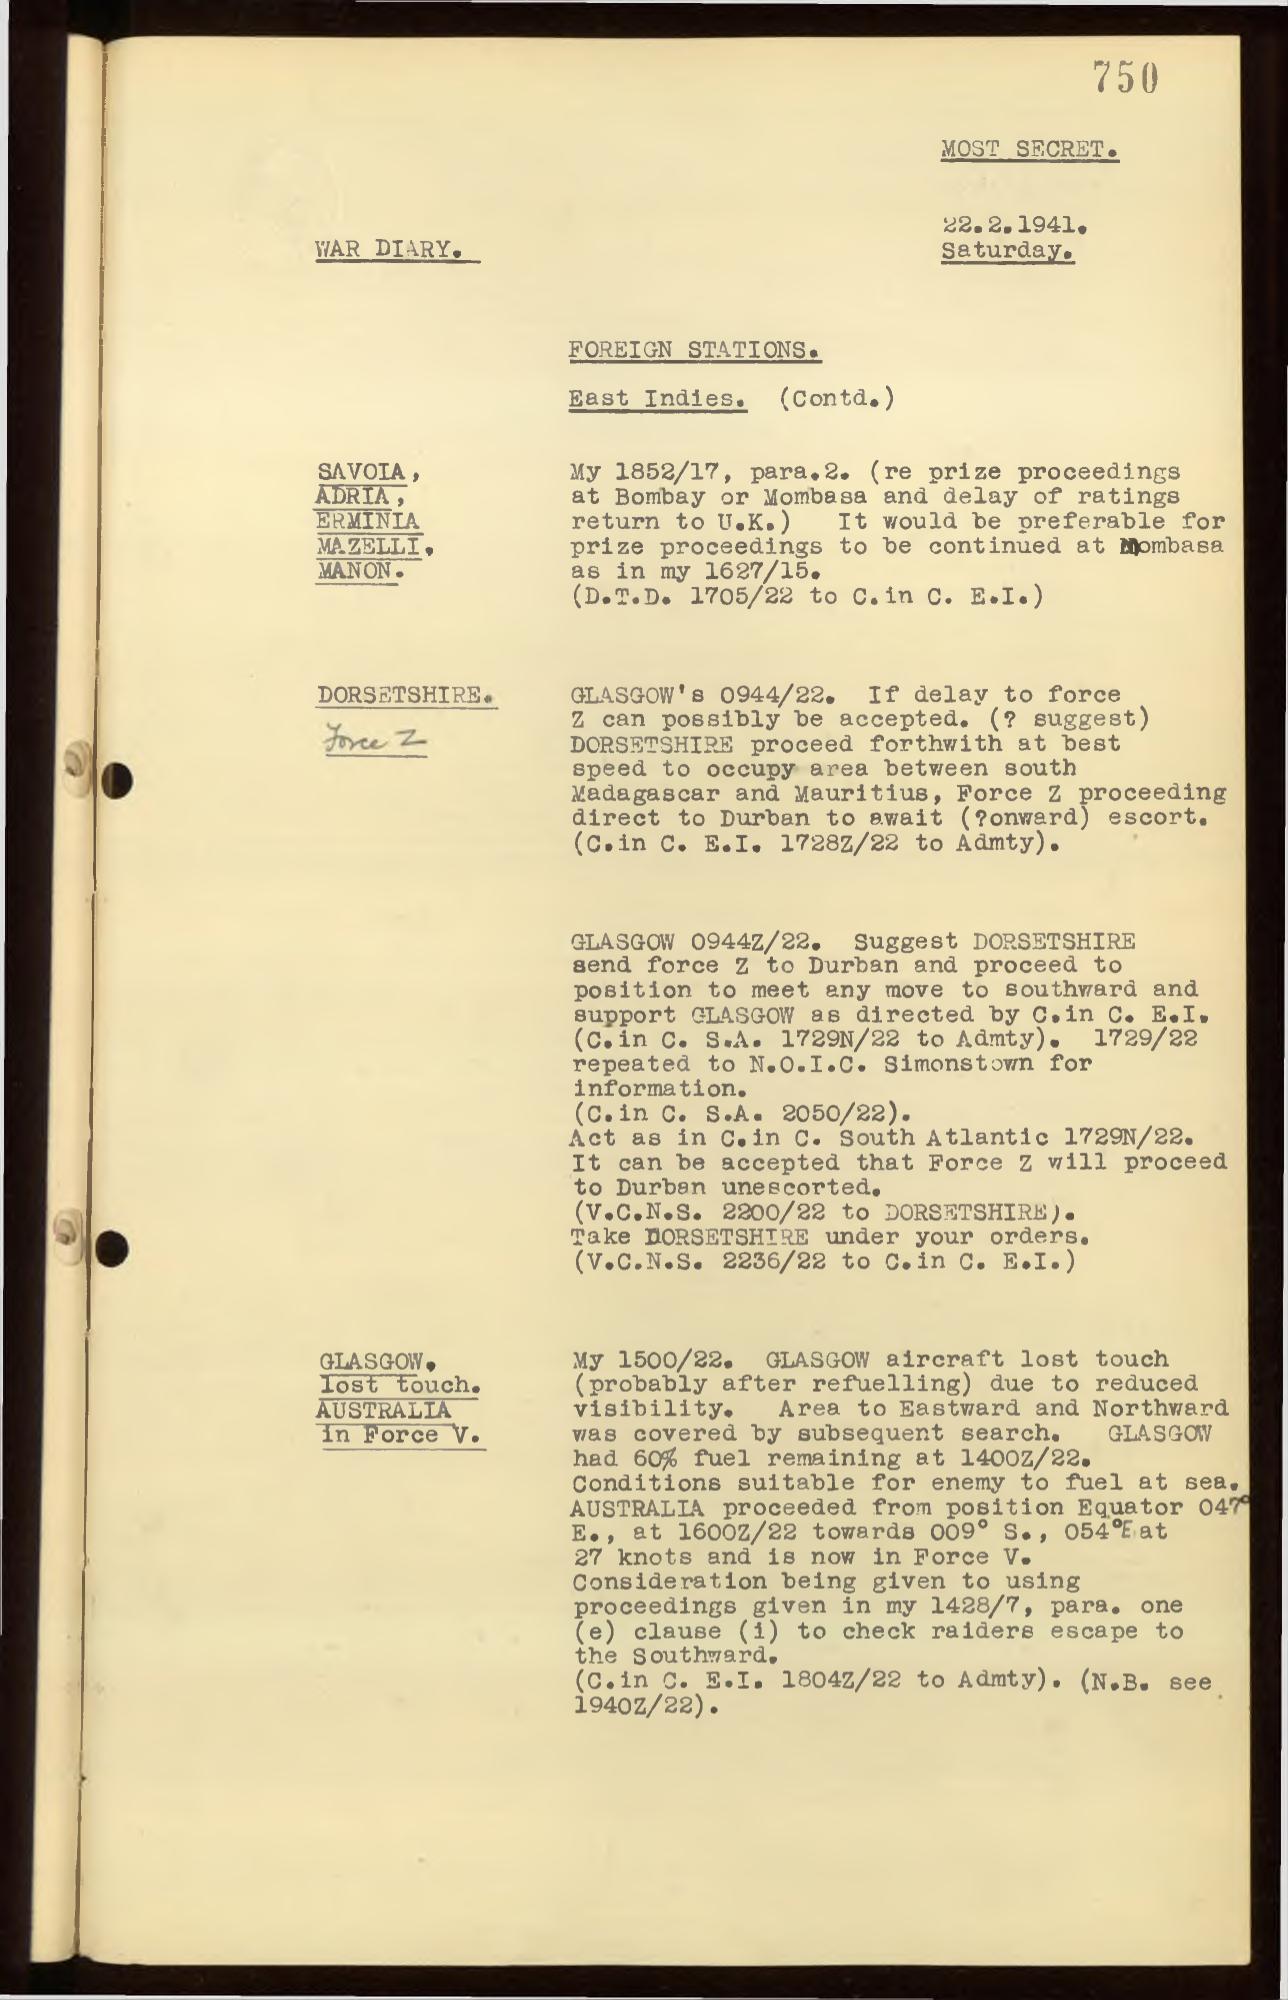 750
MOST SECRET.
22.2.1941.
WAR DIARY.
Saturday.
FOREIGN STATIONS.
East Indies. (Contd.)
SAVOIA,
ADRIA,
ERMINIA
MAZELLI,
MANON.
My 1852/17, para.2. (re prize proceedings
at Bombay or Mombasa and delay of ratings
return to U.K.) It would be preferable for
prize proceedings to be continued at Mombasa
as in my 1627/15.
(D.T.D. 1705/22 to C.in C. E.I.)
DORSETSHIRE.
Force Z
GLASGOW's 0944/22. If delay to force
Z can possibly be accepted. (? suggest)
DORSETSHIRE proceed forthwith at best
speed to occupy area between south
Madagascar and Mauritius, Force Z proceeding
direct to Durban to await (?onward) escort.
(C.in C. E.I. 1728Z/22 to Admty).
GLASGOW 0944Z/22. Suggest DORSETSHIRE
send force Z to Durban and proceed to
position to meet any move to southward and
support GLASGOW as directed by C.in C. E.I.
(C.in C. S.A. 1729N/22 to Admty). 1729/22
repeated to N.O.I.C. Simonstown for
information.
(C.in C. S.A. 2050/22).
Act as in C.in C. South Atlantic 1729N/22.
It can be accepted that Force Z will proceed
to Durban unescorted.
(V.C.N.S. 2200/22 to DORSETSHIRE).
Take DORSETSHIRE under your orders.
(V.C.N.S. 2236/22 to C.in C. E.I.)
GLASGOW.
lost touch.
AUSTRALIA
in Force V.
My 1500/22. GLASGOW aircraft lost touch
(probably after refuelling) due to reduced
visibility. Area to Eastward and Northward
was covered by subsequent search. GLASGOW
had 60% fuel remaining at 1400Z/22.
Conditions suitable for enemy to fuel at sea.
AUSTRALIA proceeded from position Equator 047°
E., at 1600Z/22 towards 009° S., 054°E at
27 knots and is now in Force V.
Consideration being given to using
proceedings given in my 1428/7, para. one
(e) clause (i) to check raiders escape to
the Southward.
(C.in C. E.I. 1804Z/22 to Admty). (N.B. see
1940Z/22).